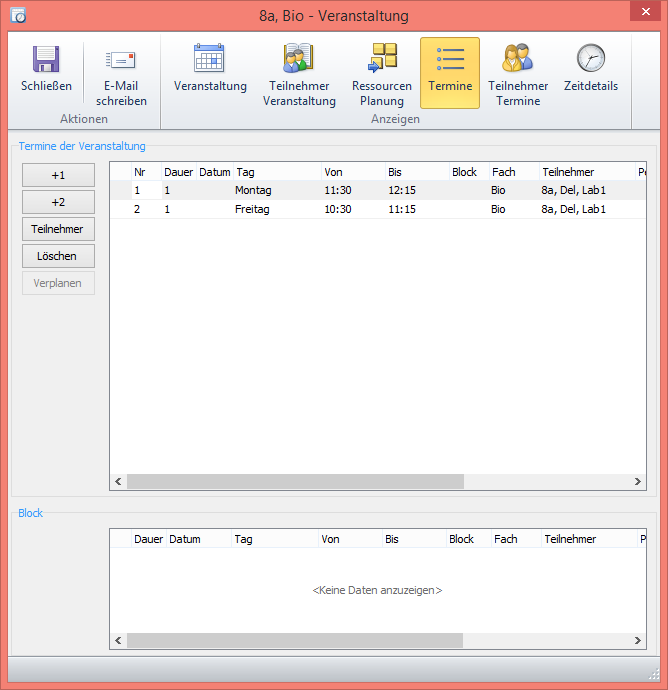 8a, Bio - Veranstaltung
Schließen
E-Mail
schreiben
Veranstaltung
Teilnehmer
Veranstaltung
Ressourcen
Planung
Termine
Teilnehmer
Termine
Zeitdetails
Aktionen
Anzeigen
Termine der Veranstaltung
+1
+2
Teilnehmer
Löschen
Verplanen
Nr Dauer Datum Tag Von Bis Block Fach Teilnehmer
1 1 Montag 11:30 12:15 Bio 8a, Del, Lab1
2 1 Freitag 10:30 11:15 Bio 8a, Del, Lab1
Block
Dauer Datum Tag Von Bis Block Fach Teilnehmer
<Keine Daten anzuzeigen>